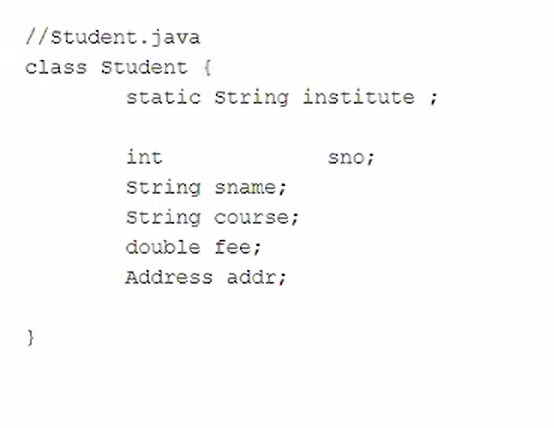 //Student.java
class Student {
static String institute ;
int sno;
String sname;
String course;
double fee;
Address addr;
}